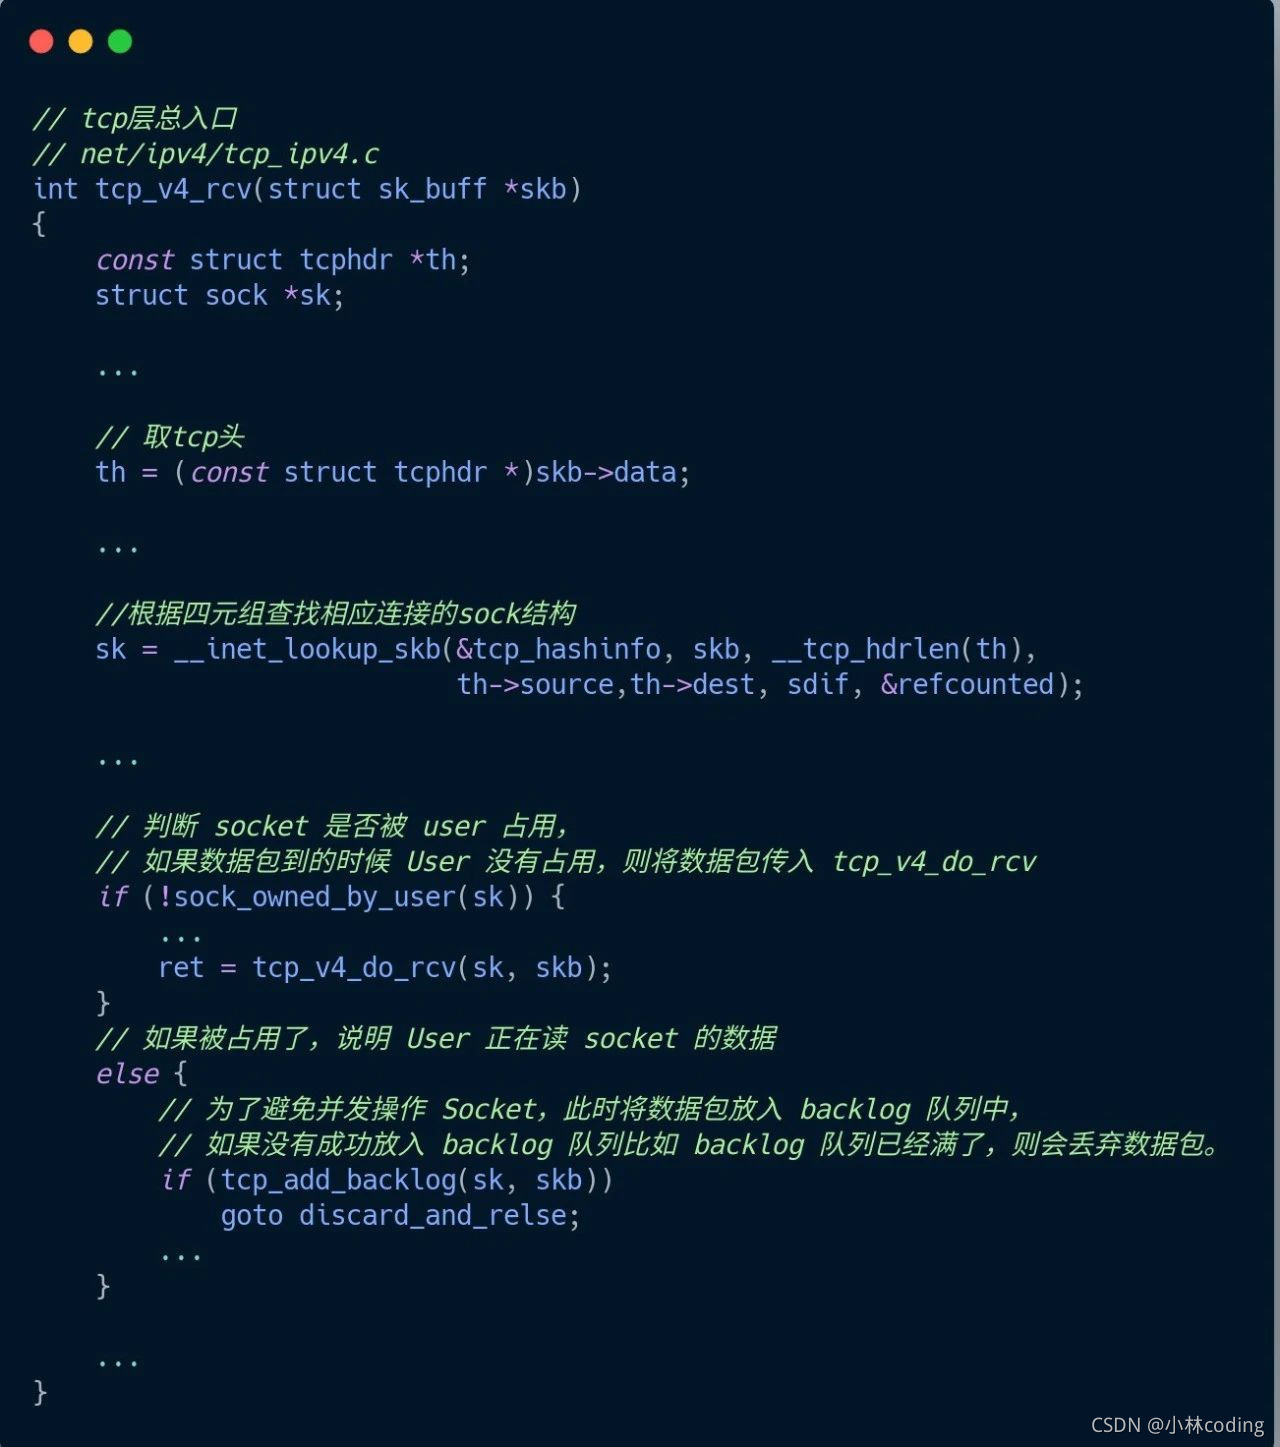 // tcp层总入口
// net/ipv4/tcp_ipv4.c
int tcp_v4_rcv(struct sk_buff *skb)
{
    const struct tcphdr *th;
    struct sock *sk;
    ...
    // 取tcp头
    th = (const struct tcphdr *)skb->data;
    ...
    //根据四元组查找相应连接的sock结构
    sk = __inet_lookup_skb(&tcp_hashinfo, skb, __tcp_hdrlen(th),
                           th->source,th->dest, sdif, &refcounted);
    ...
    // 判断 socket 是否被 user 占用，
    // 如果数据包到的时候 User 没有占用，则将数据包传入 tcp_v4_do_rcv
    if (!sock_owned_by_user(sk)) {
        ...
        ret = tcp_v4_do_rcv(sk, skb);
    }
    // 如果被占用了，说明 User 正在读 socket 的数据
    else {
        // 为了避免并发操作 Socket，此时将数据包放入 backlog 队列中，
        // 如果没有成功放入 backlog 队列比如 backlog 队列已经满了，则会丢弃数据包。
        if (tcp_add_backlog(sk, skb))
            goto discard_and_relse;
        ...
    }
    ...
}
CSDN @小林coding